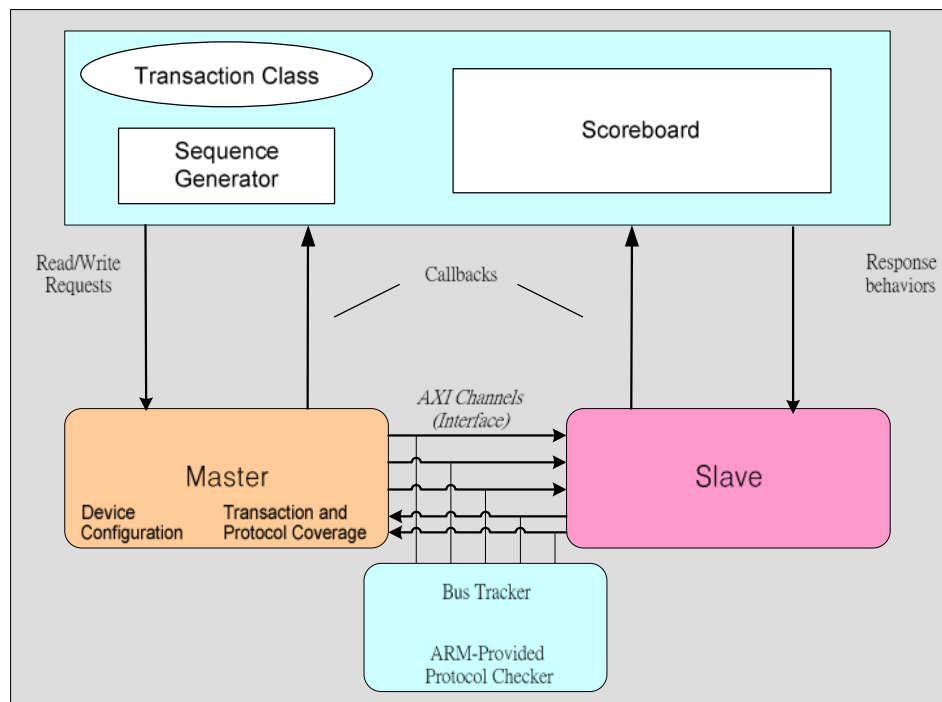 Transaction Class
Scoreboard
Sequence
Generator
Read/Write
Requests
Callbacks
Response
behaviors
AXI Channels
(Interface)
Master
Device
Configuration
Transaction and
Protocol Coverage
Slave
Bus Tracker
ARM-Provided
Protocol Checker